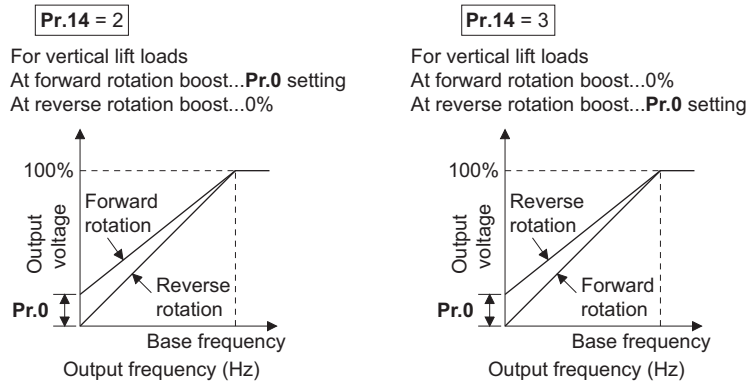 Pr.14 = 2
For vertical lift loads
At forward rotation boost...Pr.0 setting
At reverse rotation boost...0%
100%
Forward
rotation
Output
voltage
Reverse
rotation
Pr.0
Base frequency
Output frequency (Hz)
Pr.14 = 3
For vertical lift loads
At forward rotation boost...0%
At reverse rotation boost...Pr.0 setting
100%
Reverse
rotation
Output
voltage
Forward
rotation
Pr.0
Base frequency
Output frequency (Hz)